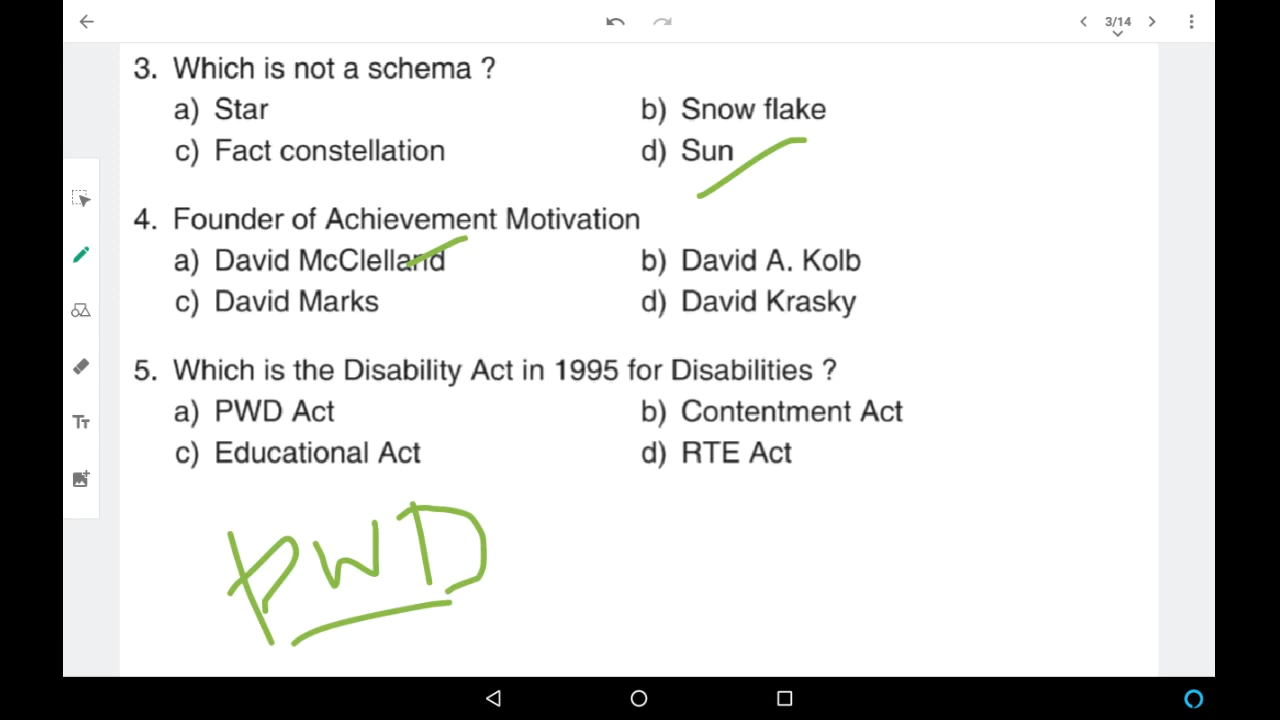 3/14
3. Which is not a schema ?
a) Star b) Snow flake
c) Fact constellation d) Sun
4. Founder of Achievement Motivation
a) David McClelland b) David A. Kolb
c) David Marks d) David Krasky
5. Which is the Disability Act in 1995 for Disabilities ?
a) PWD Act b) Contentment Act
c) Educational Act d) RTE Act
Tт
PWD